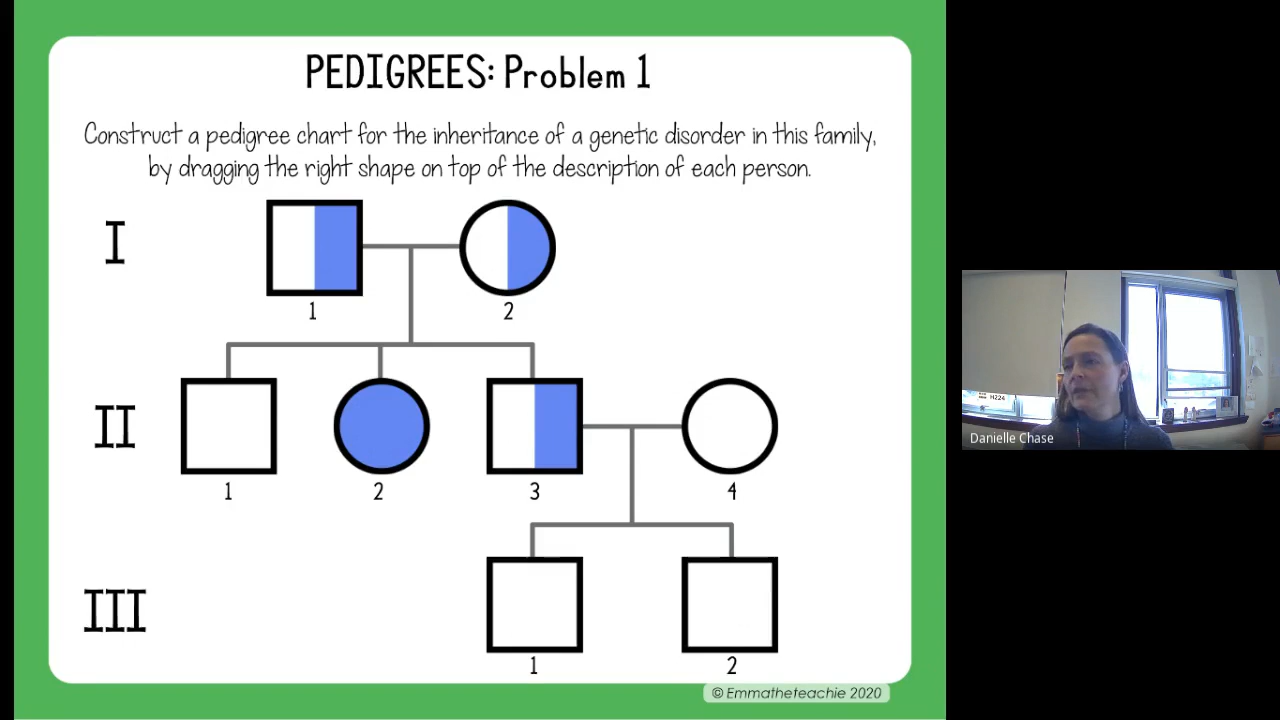 PEDIGREES: Problem 1
Construct a pedigree chart for the inheritance of a genetic disorder in this family,
by dragging the right shape on top of the description of each person.
I
1 2
II
1 2 3 4
III
1 2
© Emmatheteachie 2020
H224
Danielle Chase